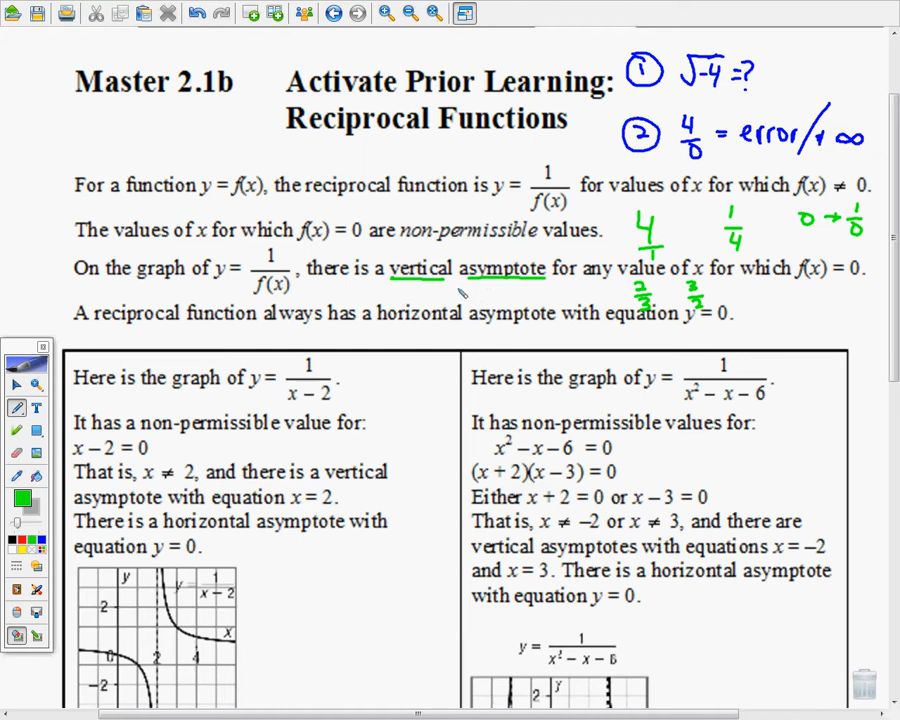 Master 2.1b Activate Prior Learning:
Reciprocal Functions
① √-4 = ?
② 4/0 = error/+ ∞
For a function y = f(x), the reciprocal function is y = 1/f(x) for values of x for which f(x) ≠ 0.
The values of x for which f(x) = 0 are non-permissible values.
4/1 1/4 0 → 1/0
On the graph of y = 1/f(x), there is a vertical asymptote for any value of x for which f(x) = 0.
2/3 3/2
A reciprocal function always has a horizontal asymptote with equation y = 0.
Here is the graph of y = 1/(x – 2).
It has a non-permissible value for:
x – 2 = 0
That is, x ≠ 2, and there is a vertical
asymptote with equation x = 2.
There is a horizontal asymptote with
equation y = 0.
y
y = 1/(x – 2)
2
x
0 2 4
–2
Here is the graph of y = 1/(x² – x – 6).
It has non-permissible values for:
x² – x – 6 = 0
(x + 2)(x – 3) = 0
Either x + 2 = 0 or x – 3 = 0
That is, x ≠ –2 or x ≠ 3, and there are
vertical asymptotes with equations x = –2
and x = 3. There is a horizontal asymptote
with equation y = 0.
y = 1/(x² – x – 6)
2 y